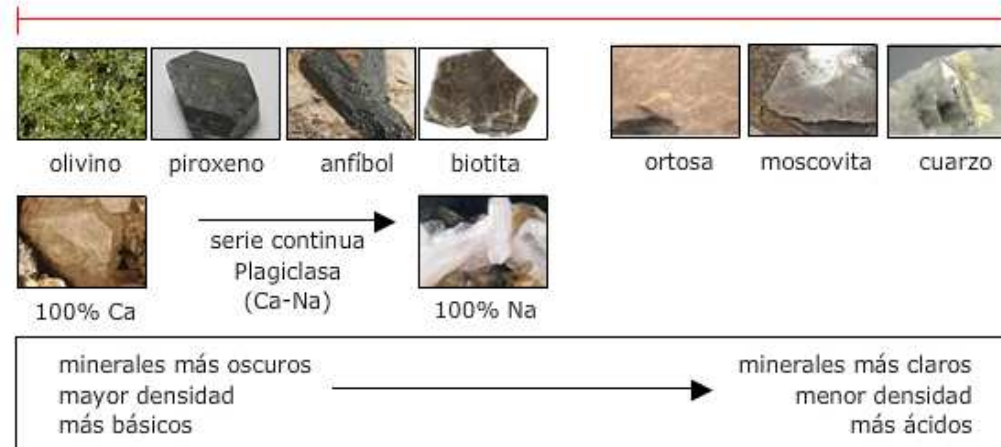 olivino piroxeno anfíbol biotita ortosa moscovita cuarzo
serie continua
Plagiclasa
(Ca-Na)
100% Ca 100% Na
minerales más oscuros
mayor densidad
más básicos
minerales más claros
menor densidad
más ácidos